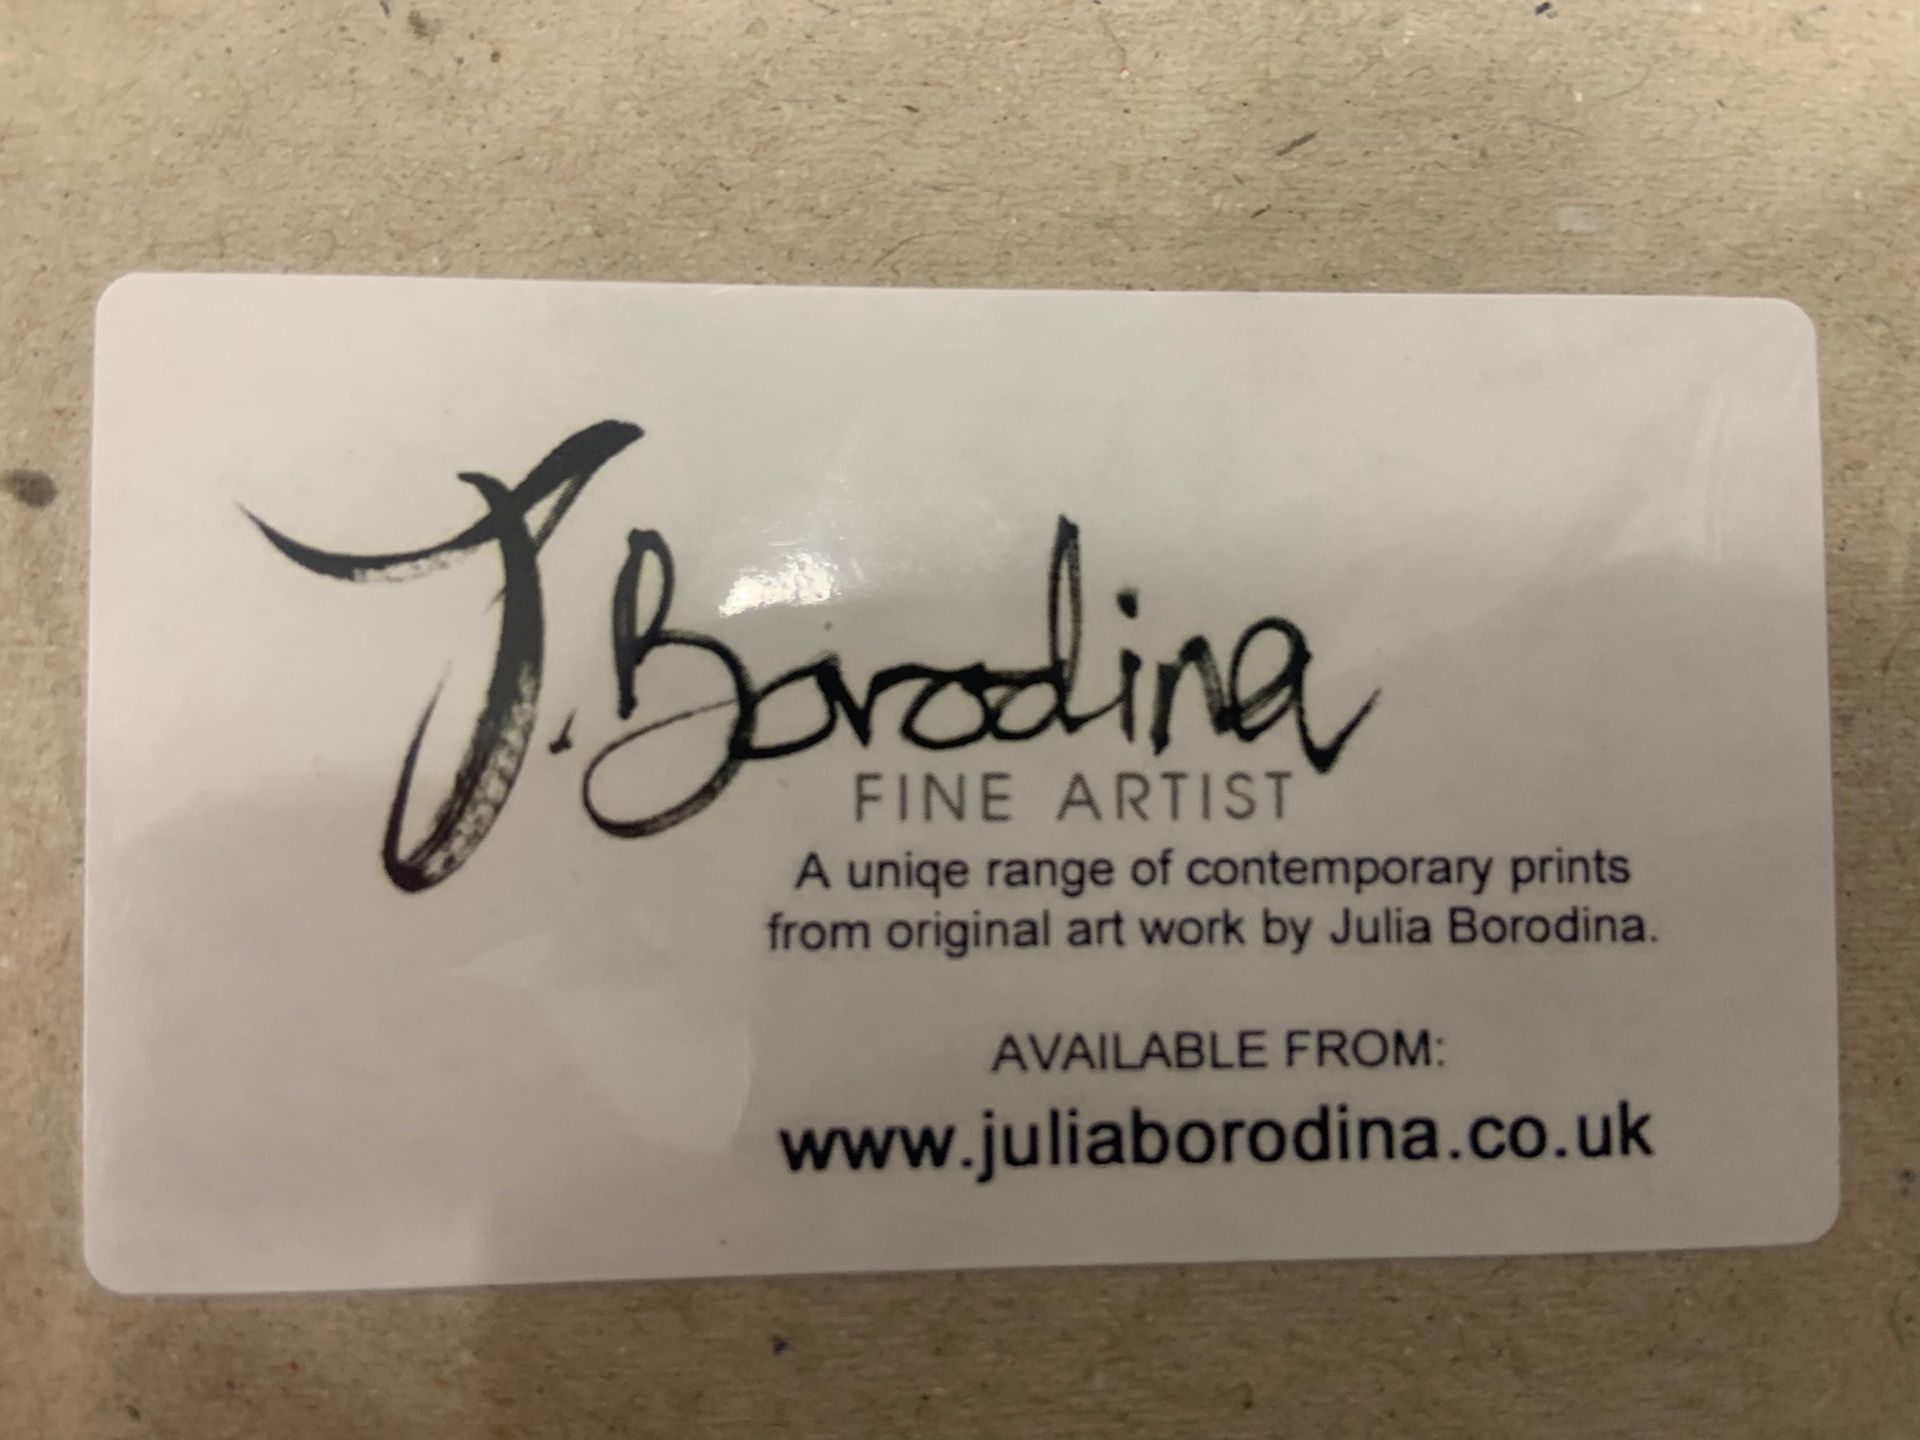 J. Borodina
FINE ARTIST
A uniqe range of contemporary prints
from original art work by Julia Borodina.
AVAILABLE FROM:
www.juliaborodina.co.uk